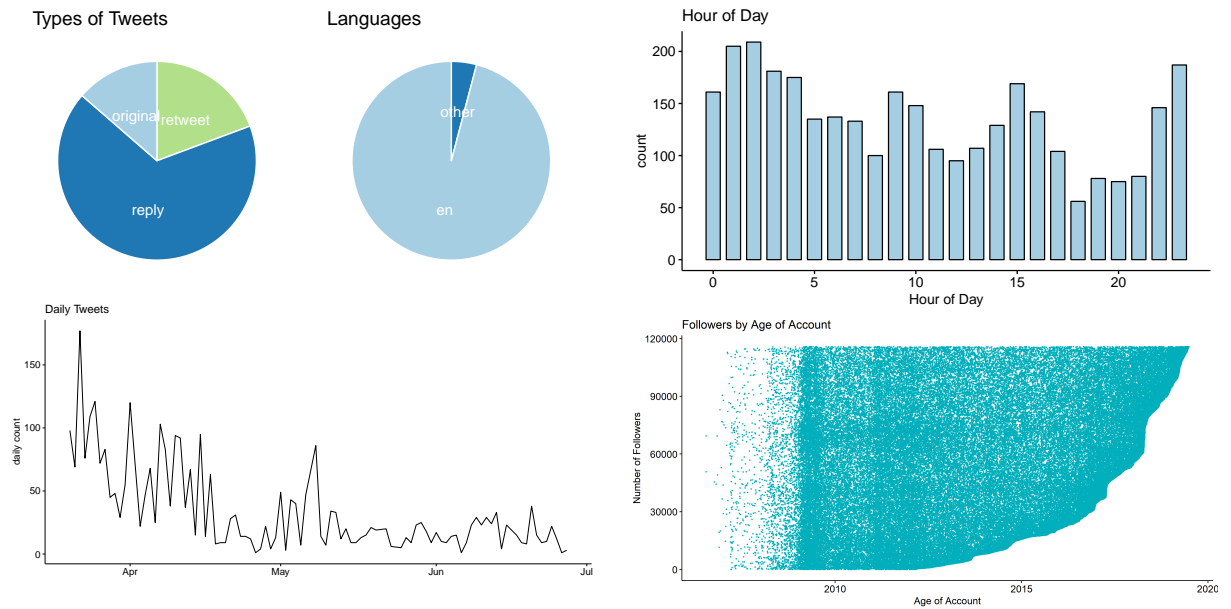 Types of Tweets
original
retweet
reply
Languages
other
en
Hour of Day
count
200
150
100
50
0
0 5 10 15 20
Hour of Day
Daily Tweets
daily count
150
100
50
0
Apr May Jun Jul
Followers by Age of Account
Number of Followers
120000
90000
60000
30000
0
2010 2015 2020
Age of Account